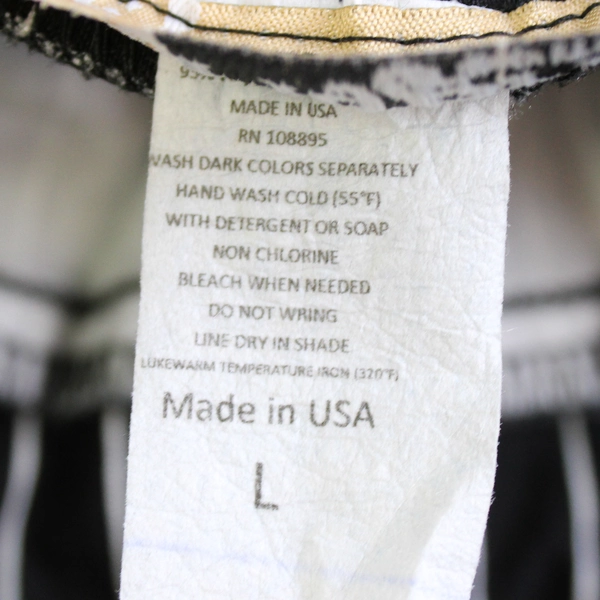 MADE IN USA
RN 108895
WASH DARK COLORS SEPARATELY
HAND WASH COLD (55°F)
WITH DETERGENT OR SOAP
NON CHLORINE
BLEACH WHEN NEEDED
DO NOT WRING
LINE DRY IN SHADE
LUKEWARM TEMPERATURE IRON (320°F)
Made in USA
L